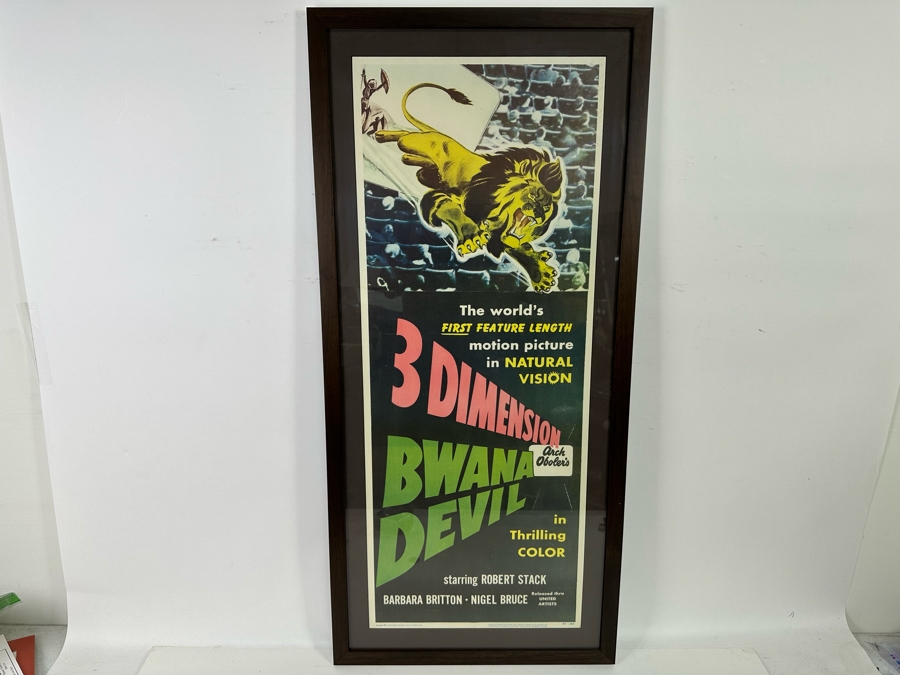 The world's
FIRST FEATURE LENGTH
motion picture
in NATURAL
VISION
3 DIMENSION
Arch
Oboler's
BWANA
DEVIL
in
Thrilling
COLOR
starring ROBERT STACK
BARBARA BRITTON · NIGEL BRUCE
Released thru
UNITED
ARTISTS